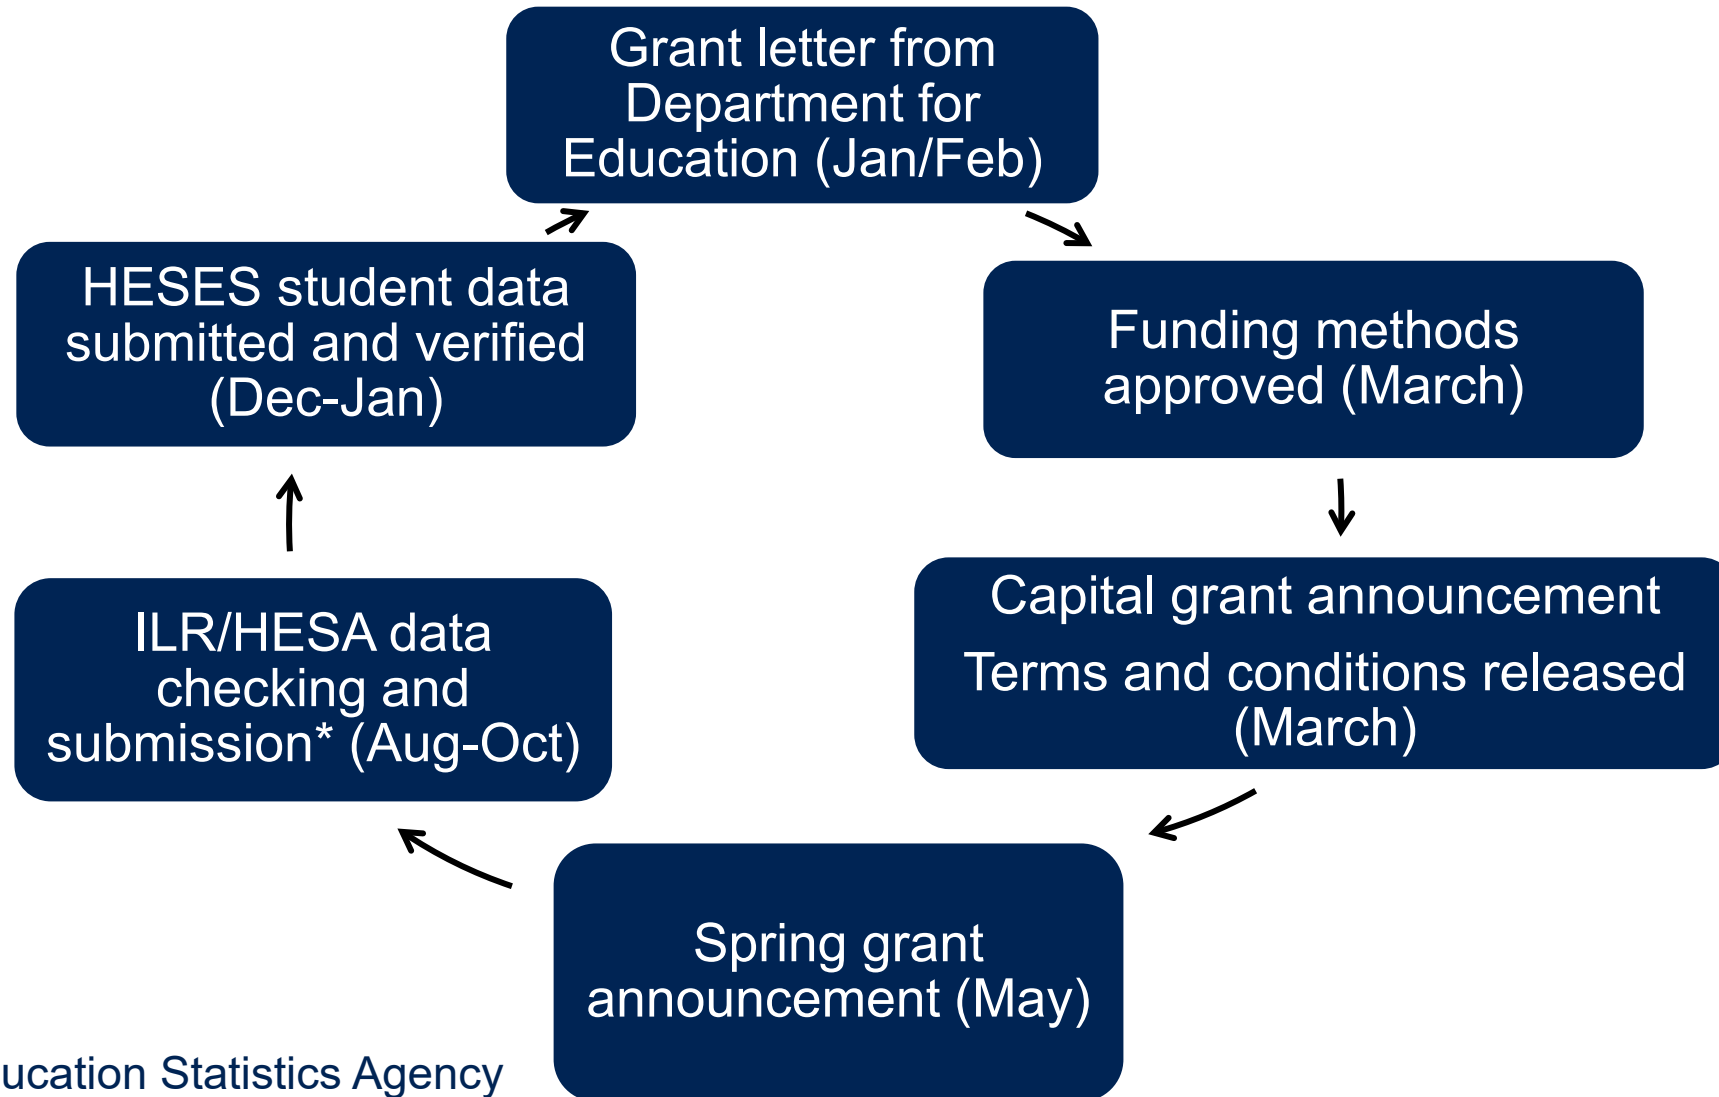 Grant letter from
Department for
Education (Jan/Feb)
HESES student data
submitted and verified
(Dec-Jan)
Funding methods
approved (March)
Capital grant announcement
Terms and conditions released
(March)
ILR/HESA data
checking and
submission* (Aug-Oct)
Spring grant
announcement (May)
Statistics Agency